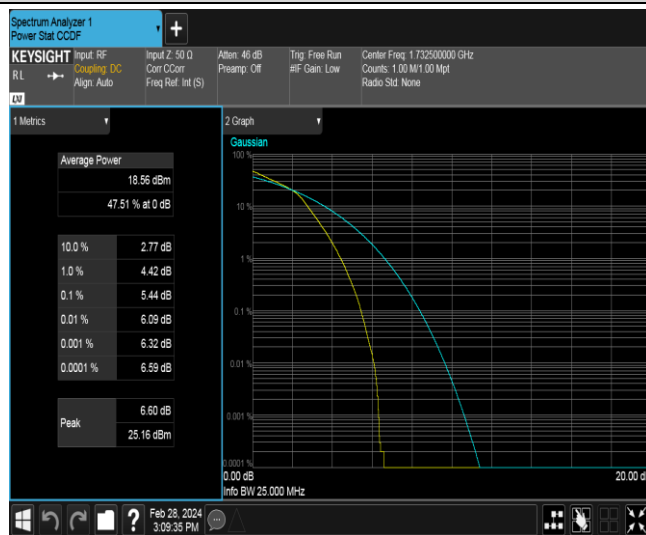 Spectrum Analyzer 1
Power Stat CCDF
+
KEYSIGHT
RL
LXI
Input: RF
Coupling: DC
Align: Auto
Input Z: 50 Ω
Corr CCorr
Freq Ref: Int (S)
Atten: 46 dB
Preamp: Off
Trig: Free Run
#IF Gain: Low
Center Freq: 1.732500000 GHz
Counts: 1.00 M/1.00 Mpt
Radio Std: None
1 Metrics
Average Power
18.56 dBm
47.51 % at 0 dB
10.0 % 2.77 dB
1.0 % 4.42 dB
0.1 % 5.44 dB
0.01 % 6.09 dB
0.001 % 6.32 dB
0.0001 % 6.59 dB
Peak
6.60 dB
25.16 dBm
2 Graph
Gaussian
100 %
10 %
1 %
0.1 %
0.01 %
0.001 %
0.0001 %
0.00 dB
20.00 d
Info BW 25.000 MHz
?
Feb 28, 2024
3:09:35 PM